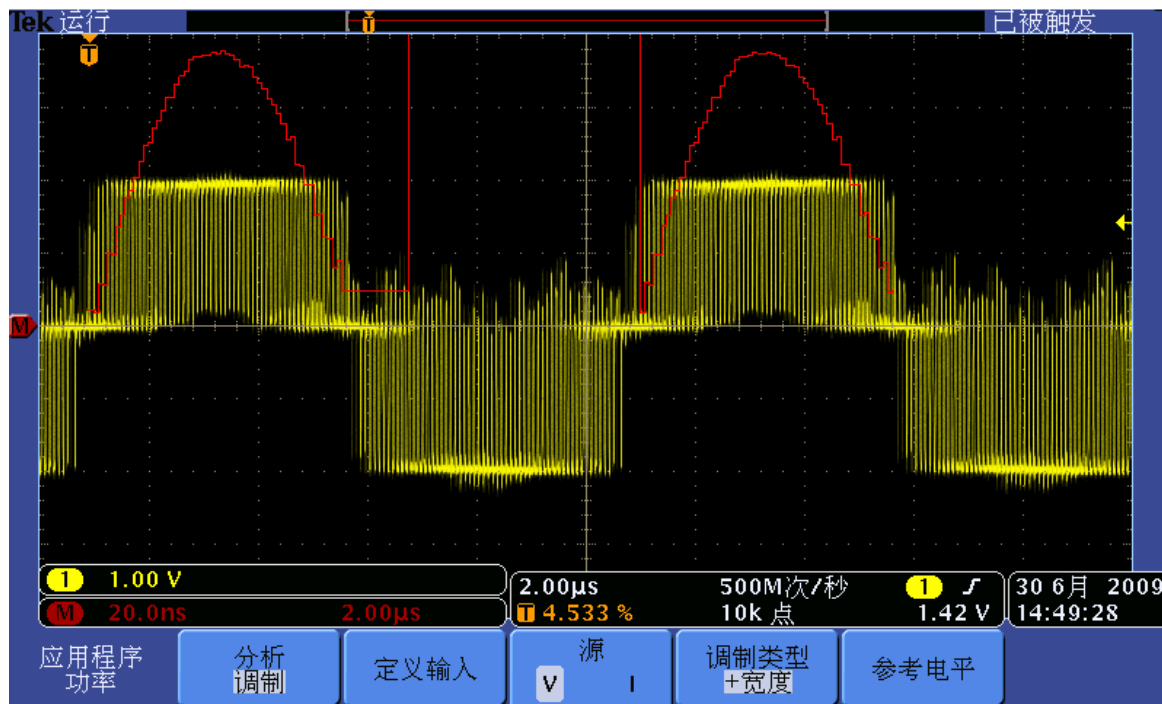 Tek 运行 T 已被触发
T
M
1 1.00 V
M 20.0ns 2.00μs
2.00μs 500M次/秒 1
T 4.533 % 10k 点 1.42 V
30 6月 2009
14:49:28
应用程序
功率
分析
调制
定义输入
源
V I
调制类型
+宽度
参考电平